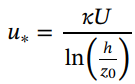 u* = κU / ln(h / z0)